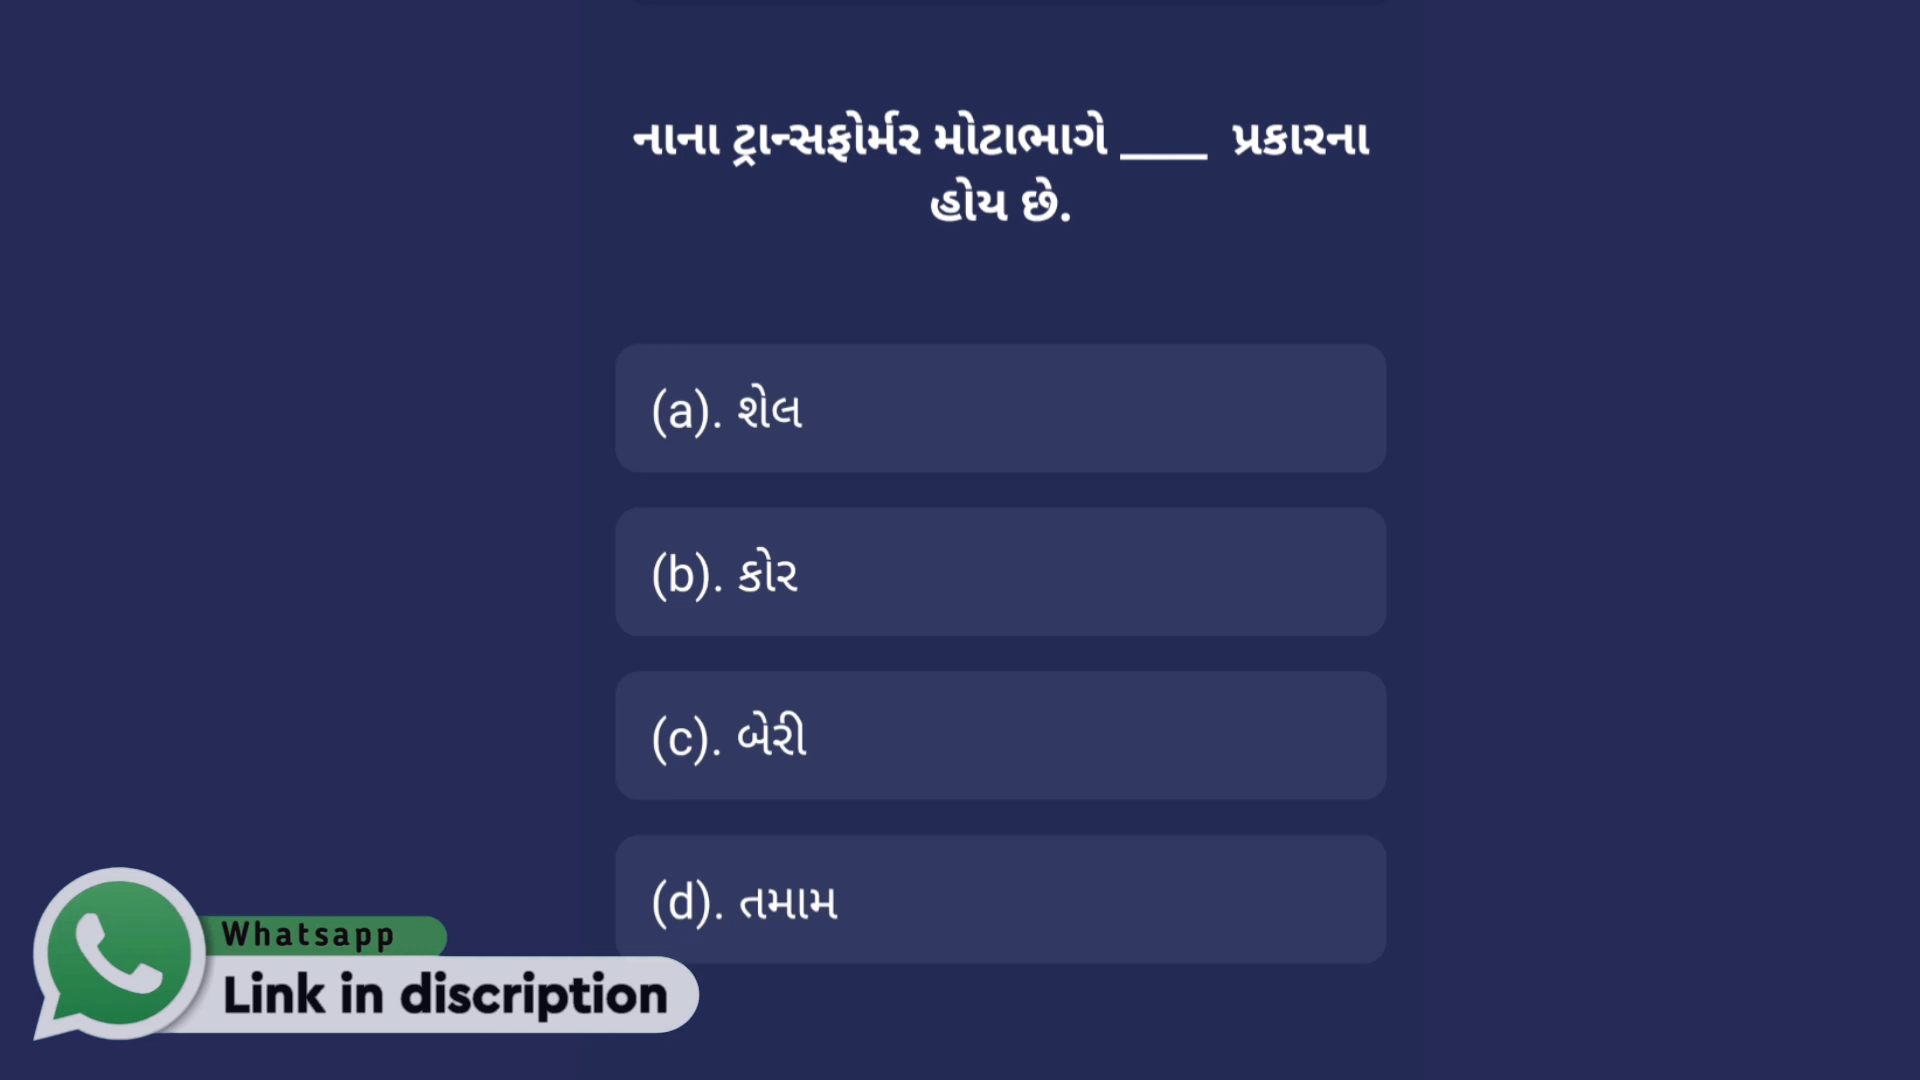 નાના ટ્રાન્સફોર્મર મોટાભાગે ____ પ્રકારના
હોય છે.
(a). શેલ
(b). કોર
(c). બેરી
(d). તમામ
Whatsapp
Link in discription